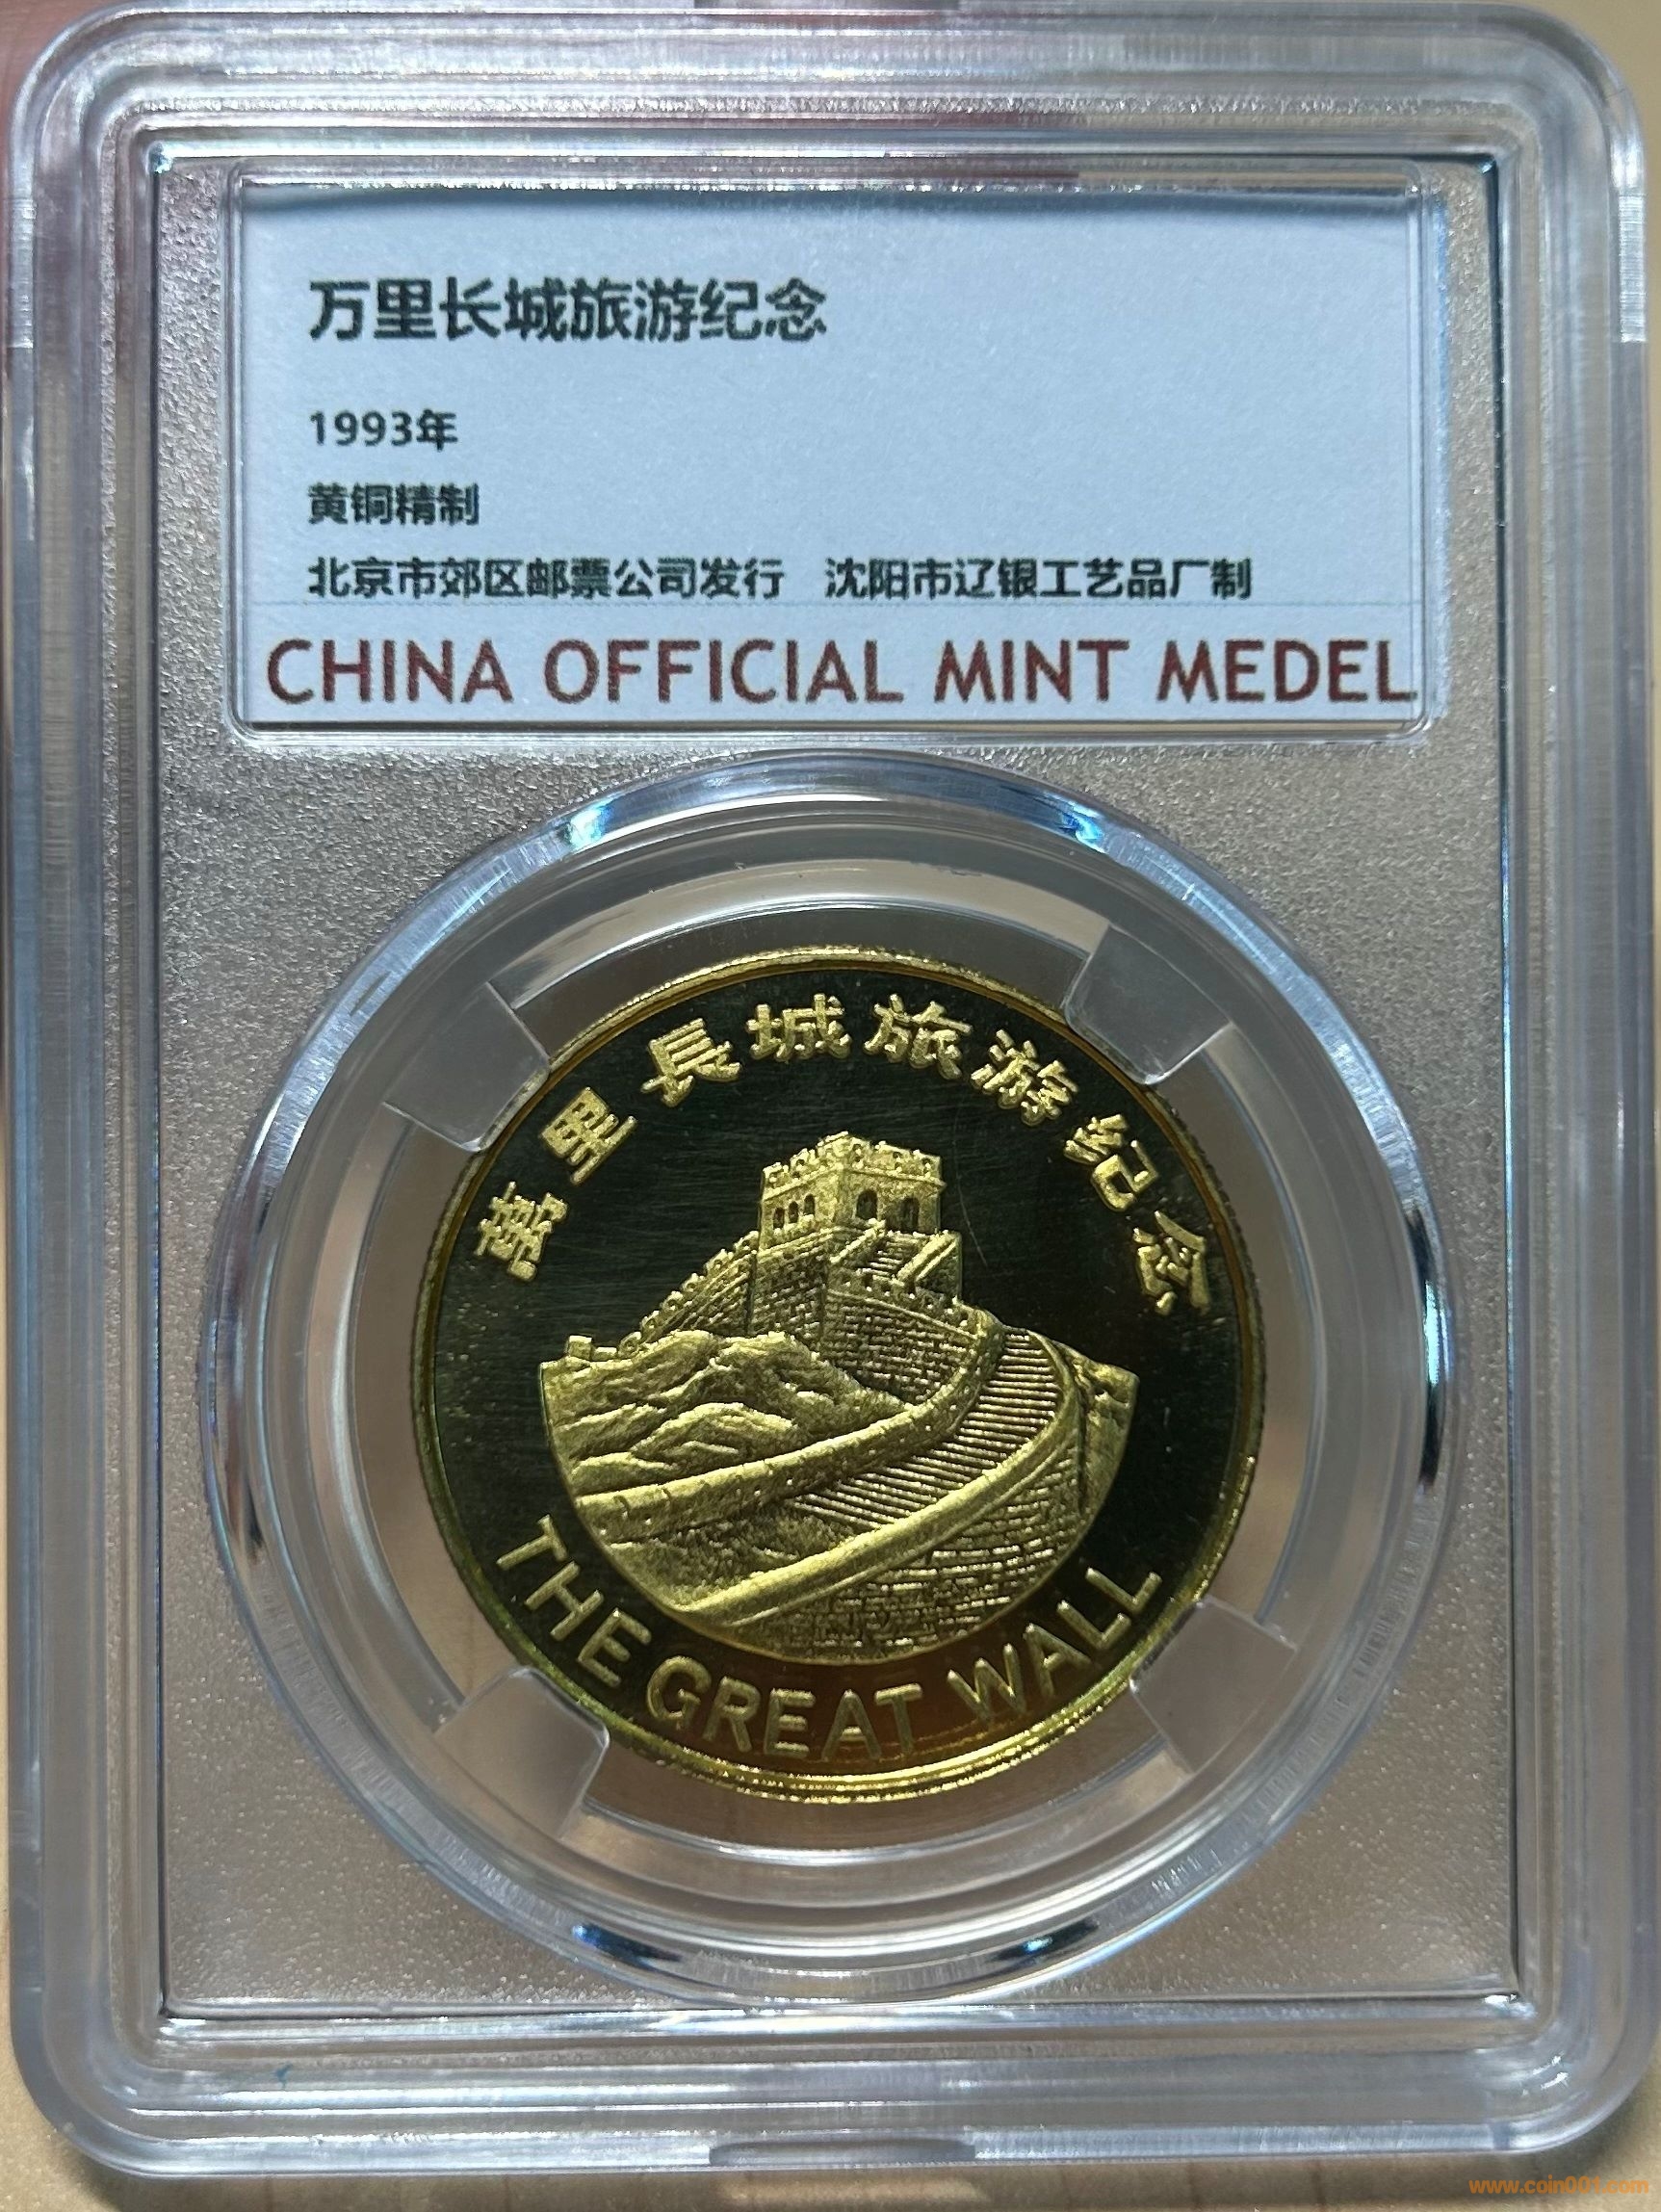 万里长城旅游纪念
1993年
黄铜精制
北京市郊区邮票公司发行 沈阳市辽银工艺品厂制
CHINA OFFICIAL MINT MEDEL
萬里長城旅游纪念
THE GREAT WALL
www.coin001.com